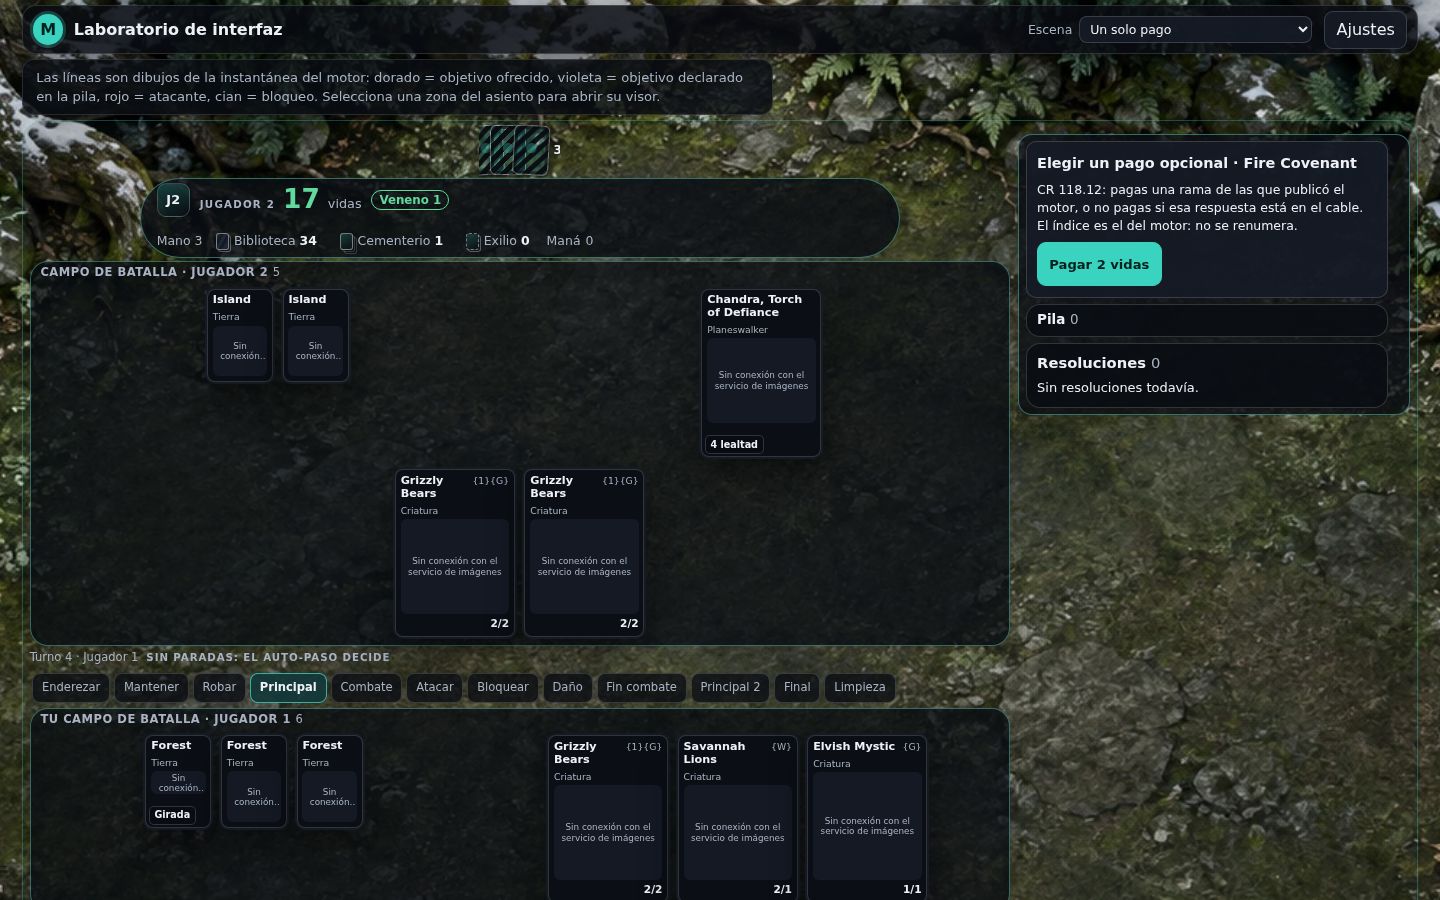 M Laboratorio de interfaz
Escena Un solo pago Ajustes
Las líneas son dibujos de la instantánea del motor: dorado = objetivo ofrecido, violeta = objetivo declarado
en la pila, rojo = atacante, cian = bloqueo. Selecciona una zona del asiento para abrir su visor.
3
J2 JUGADOR 2 17 vidas Veneno 1
Mano 3 Biblioteca 34 Cementerio 1 Exilio 0 Maná 0
CAMPO DE BATALLA · JUGADOR 2 5
Island
Tierra
Sin
conexión..
Island
Tierra
Sin
conexión..
Chandra, Torch
of Defiance
Planeswalker
Sin conexión con el
servicio de imágenes
4 lealtad
Grizzly
Bears
{1}{G}
Criatura
Sin conexión con el
servicio de imágenes
2/2
Grizzly
Bears
{1}{G}
Criatura
Sin conexión con el
servicio de imágenes
2/2
Turno 4 · Jugador 1 SIN PARADAS: EL AUTO-PASO DECIDE
Enderezar Mantener Robar Principal Combate Atacar Bloquear Daño Fin combate Principal 2 Final Limpieza
TU CAMPO DE BATALLA · JUGADOR 1 6
Forest
Tierra
Sin
conexión..
Girada
Forest
Tierra
Sin
conexión..
Forest
Tierra
Sin
conexión..
Grizzly
Bears
{1}{G}
Criatura
Sin conexión con el
servicio de imágenes
2/2
Savannah
Lions
{W}
Criatura
Sin conexión con el
servicio de imágenes
2/1
Elvish Mystic {G}
Criatura
Sin conexión con el
servicio de imágenes
1/1
Elegir un pago opcional · Fire Covenant
CR 118.12: pagas una rama de las que publicó el
motor, o no pagas si esa respuesta está en el cable.
El índice es el del motor: no se renumera.
Pagar 2 vidas
Pila 0
Resoluciones 0
Sin resoluciones todavía.